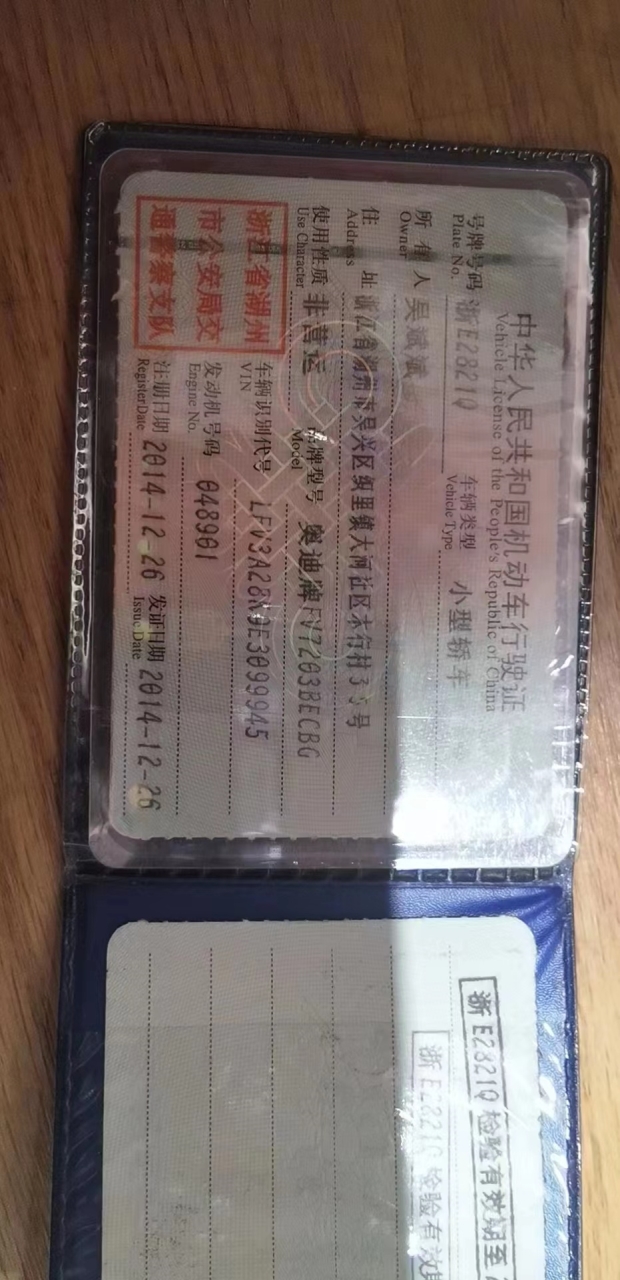 中华人民共和国机动车行驶证
Vehicle License of the People's Republic of China
号牌号码 浙E2821Q 车辆类型 小型轿车
Plate No. Vehicle Type
所有人 吴斌斌
Owner
住址 浙江省湖州市吴兴区织里镇大河社区木行村35号
Address
使用性质 非营运 品牌型号 奥迪牌FV7203BECBG
Use Character Model
浙江省湖州
市公安局交
通警察支队
车辆识别代号 LFV3A28K9E3099945
VIN
发动机号码 048901
Engine No.
注册日期 2014-12-26 发证日期 2014-12-26
Register Date Issue Date
浙E2821Q 检验有效期至
浙E2821Q 检验有效期